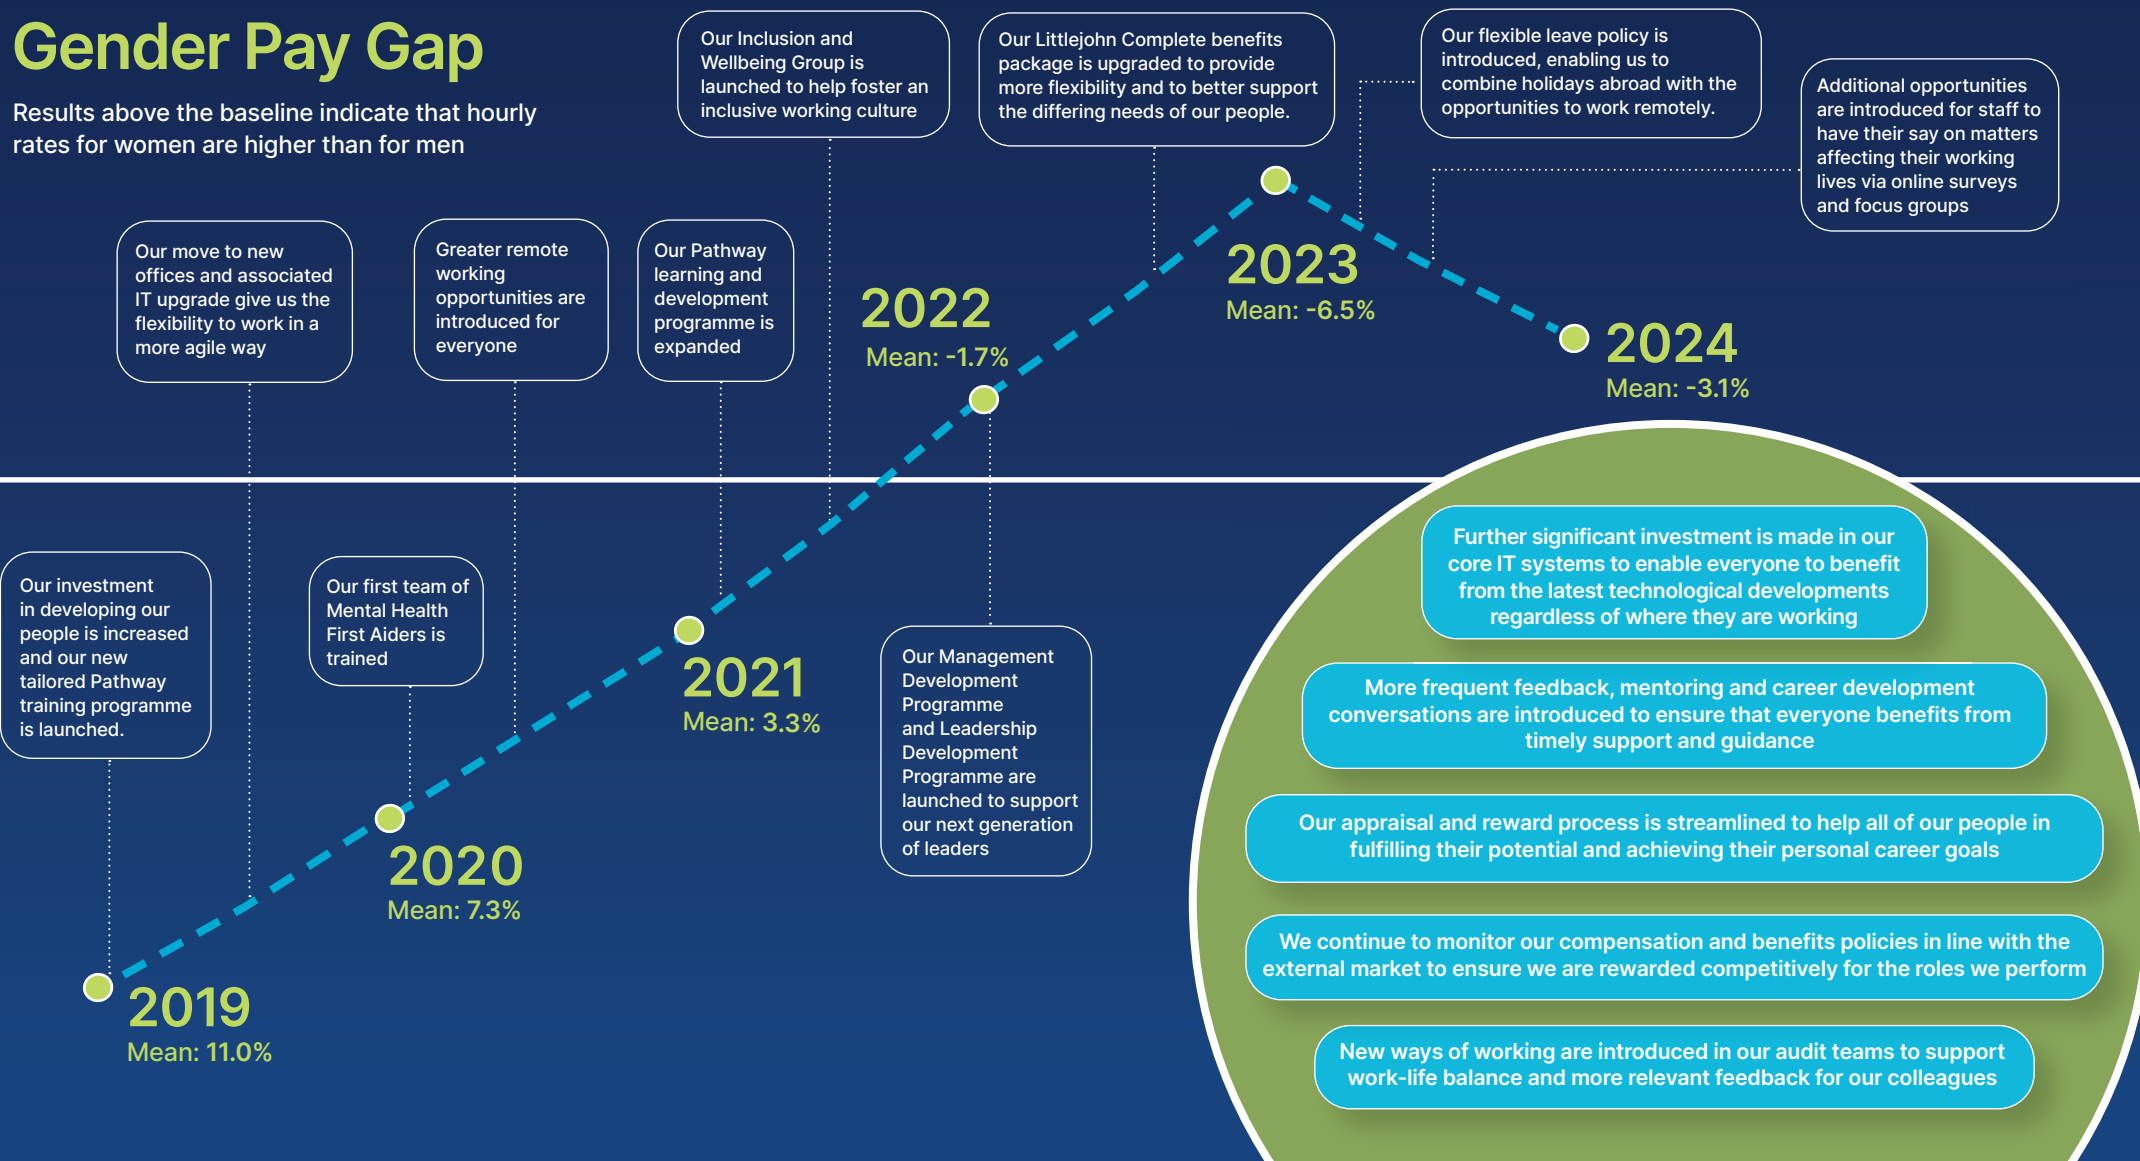 Gender Pay Gap
Results above the baseline indicate that hourly
rates for women are higher than for men
Our investment
in developing our
people is increased
and our new
tailored Pathway
training programme
is launched.
2019
Mean: 11.0%
Our move to new
offices and associated
IT upgrade give us the
flexibility to work in a
more agile way
Our first team of
Mental Health
First Aiders is
trained
2020
Mean: 7.3%
Greater remote
working
opportunities are
introduced for
everyone
2021
Mean: 3.3%
Our Pathway
learning and
development
programme is
expanded
Our Inclusion and
Wellbeing Group is
launched to help foster an
inclusive working culture
2022
Mean: -1.7%
Our Management
Development
Programme
and Leadership
Development
Programme are
launched to support
our next generation
of leaders
Our Littlejohn Complete benefits
package is upgraded to provide
more flexibility and to better support
the differing needs of our people.
2023
Mean: -6.5%
Our flexible leave policy is
introduced, enabling us to
combine holidays abroad with the
opportunities to work remotely.
Additional opportunities
are introduced for staff to
have their say on matters
affecting their working
lives via online surveys
and focus groups
2024
Mean: -3.1%
Further significant investment is made in our
core IT systems to enable everyone to benefit
from the latest technological developments
regardless of where they are working
More frequent feedback, mentoring and career development
conversations are introduced to ensure that everyone benefits from
timely support and guidance
Our appraisal and reward process is streamlined to help all of our people in
fulfilling their potential and achieving their personal career goals
We continue to monitor our compensation and benefits policies in line with the
external market to ensure we are rewarded competitively for the roles we perform
New ways of working are introduced in our audit teams to support
work-life balance and more relevant feedback for our colleagues